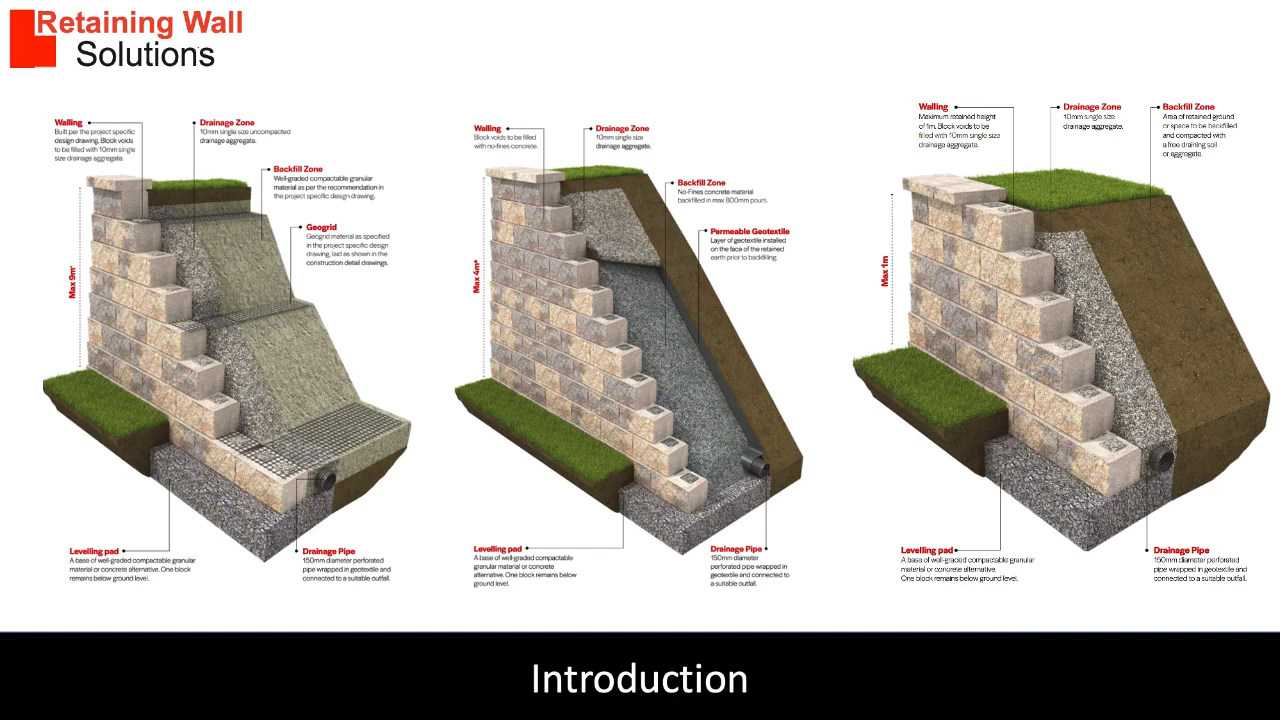 Retaining Wall
Solutions
Walling
Built per the project specific
design drawing. Block voids
to be filled with 10mm single
size drainage aggregate.
Drainage Zone
10mm single size uncompacted
drainage aggregate.
Backfill Zone
Well-graded compactable granular
material as per the recommendation in
the project specific design drawing.
Geogrid
Geogrid material as specified
in the project specific design
drawing, laid as shown in the
construction detail drawings.
Max 9m*
Levelling pad
A base of well-graded compactable granular
material or concrete alternative. One block
remains below ground level.
Drainage Pipe
150mm diameter perforated
pipe wrapped in geotextile and
connected to a suitable outfall.
Walling
Block voids to be filled
with no-fines concrete.
Drainage Zone
10mm single size
drainage aggregate.
Backfill Zone
No-Fines concrete material
backfilled in max 800mm pours.
Permeable Geotextile
Layer of geotextile installed
on the face of the retained
earth prior to backfilling.
Max 4m*
Levelling pad
A base of well-graded compactable
granular material or concrete
alternative. One block remains below
ground level.
Drainage Pipe
150mm diameter
perforated pipe wrapped in
geotextile and connected to
a suitable outfall.
Walling
Maximum retained height
of 1m. Block voids to be
filled with 10mm single size
drainage aggregate.
Drainage Zone
10mm single size
drainage aggregate.
Backfill Zone
Area of retained ground
or space to be backfilled
and compacted with
a free draining soil
or aggregate.
Max 1m
Levelling pad
A base of well-graded compactable granular
material or concrete alternative.
One block remains below ground level.
Drainage Pipe
150mm diameter perforated
pipe wrapped in geotextile and
connected to a suitable outfall.
Introduction